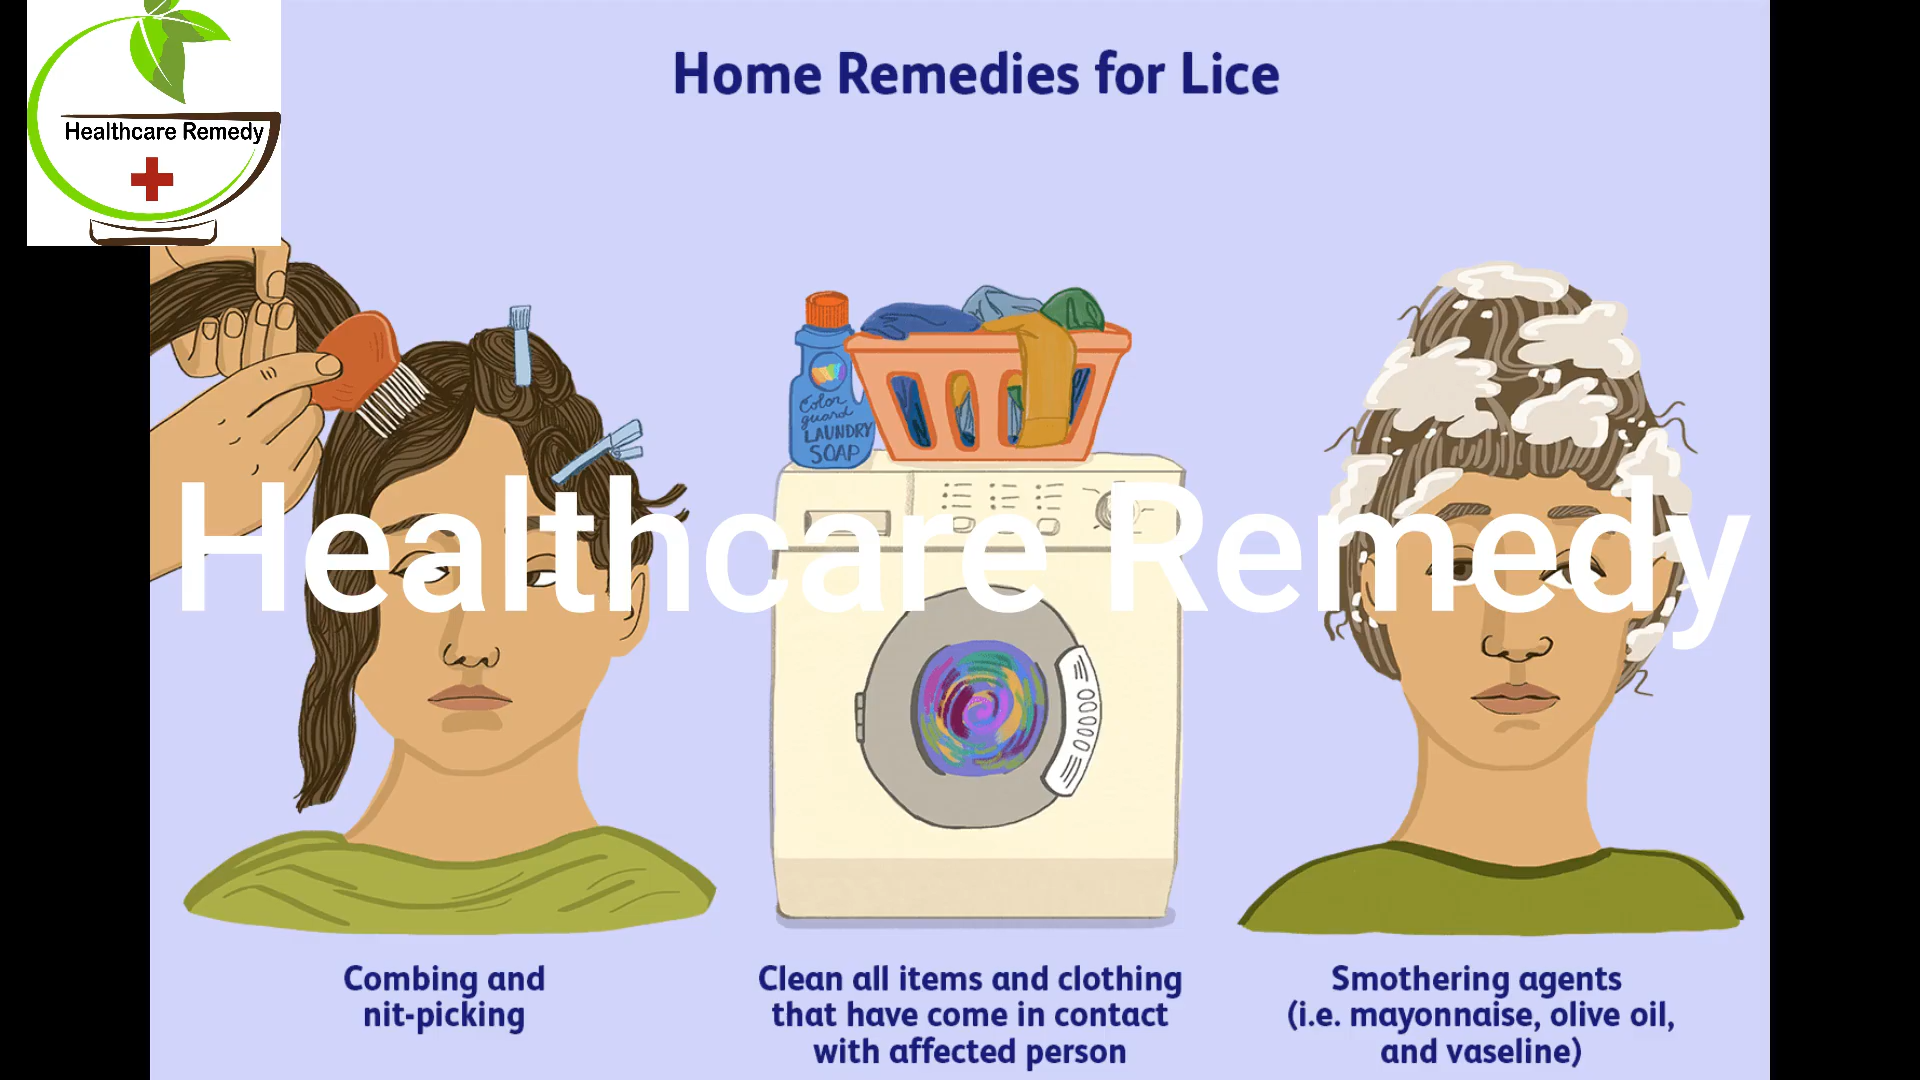 Home Remedies for Lice
Healthcare Remedy
Color
guard
LAUNDRY
SOAP
Healthcare Remedy
Combing and
nit-picking
Clean all items and clothing
that have come in contact
with affected person
Smothering agents
(i.e. mayonnaise, olive oil,
and vaseline)